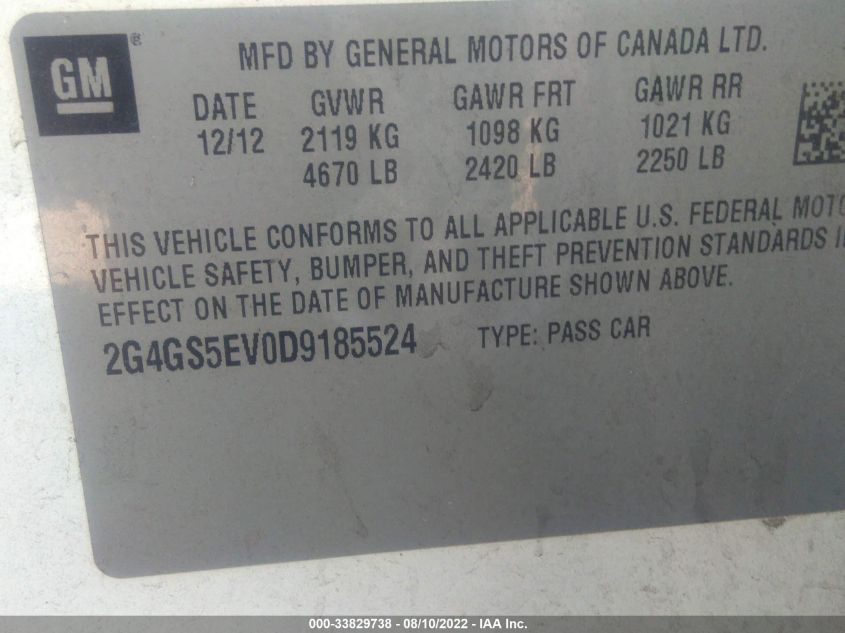 GM
MFD BY GENERAL MOTORS OF CANADA LTD.
DATE GVWR GAWR FRT GAWR RR
12/12 2119 KG 1098 KG 1021 KG
4670 LB 2420 LB 2250 LB
THIS VEHICLE CONFORMS TO ALL APPLICABLE U.S. FEDERAL MOTO
VEHICLE SAFETY, BUMPER, AND THEFT PREVENTION STANDARDS I
EFFECT ON THE DATE OF MANUFACTURE SHOWN ABOVE.
2G4GS5EV0D9185524 TYPE: PASS CAR
000-33829738 - 08/10/2022 - IAA Inc.